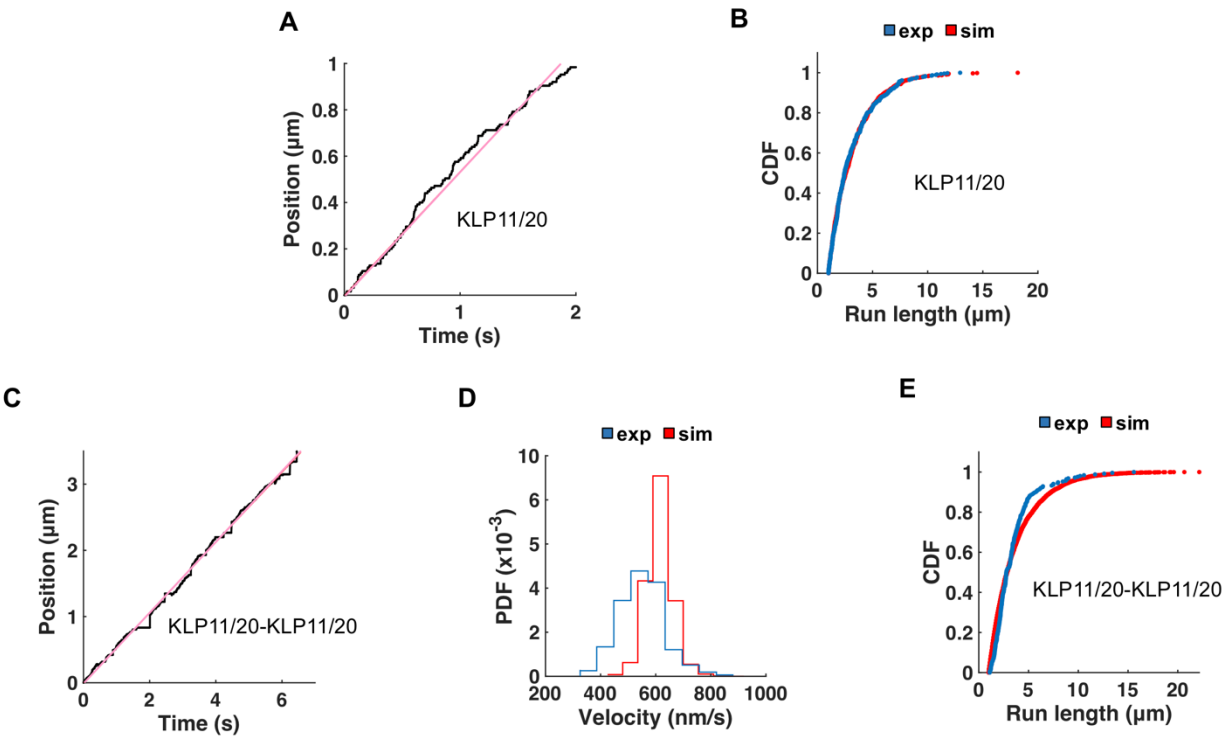 A
Position (µm)
1
0.8
0.6
0.4
0.2
0
KLP11/20
0 1 2
Time (s)
B
exp sim
CDF
1
0.8
0.6
0.4
0.2
0
KLP11/20
0 5 10 15 20
Run length (µm)
C
Position (µm)
3
2
1
0
KLP11/20-KLP11/20
0 2 4 6
Time (s)
D
exp sim
PDF (x10⁻³)
10
6
4
2
0
200 400 600 800 1000
Velocity (nm/s)
E
exp sim
CDF
1
0.8
0.6
0.4
0.2
0
KLP11/20-KLP11/20
0 5 10 15 20
Run length (µm)